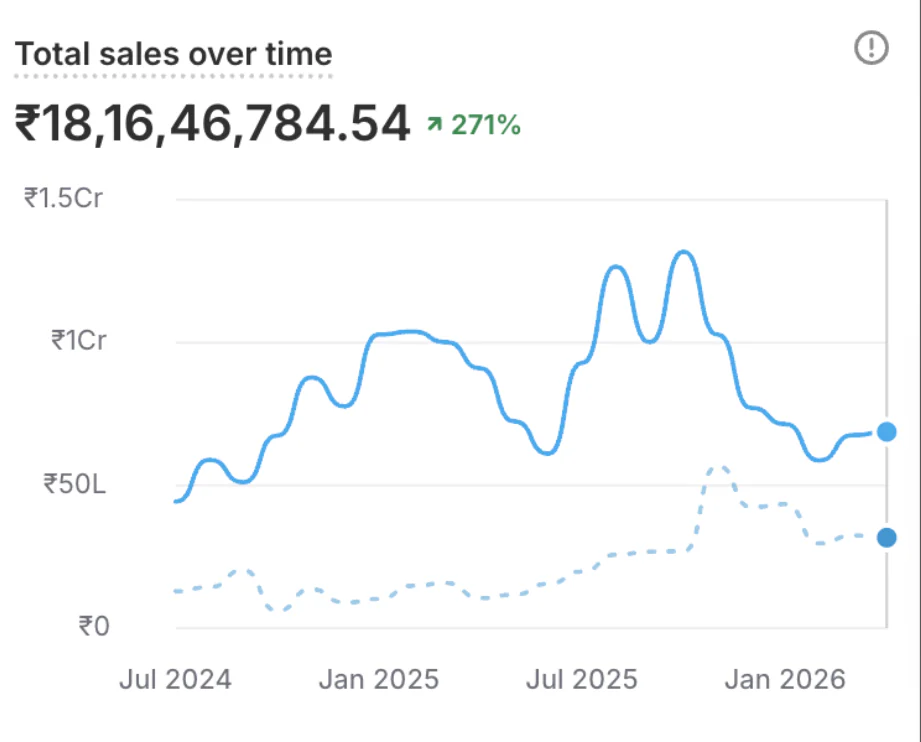 Total sales over time
₹18,16,46,784.54 271%
₹1.5Cr
₹1Cr
₹50L
₹0
Jul 2024 Jan 2025 Jul 2025 Jan 2026